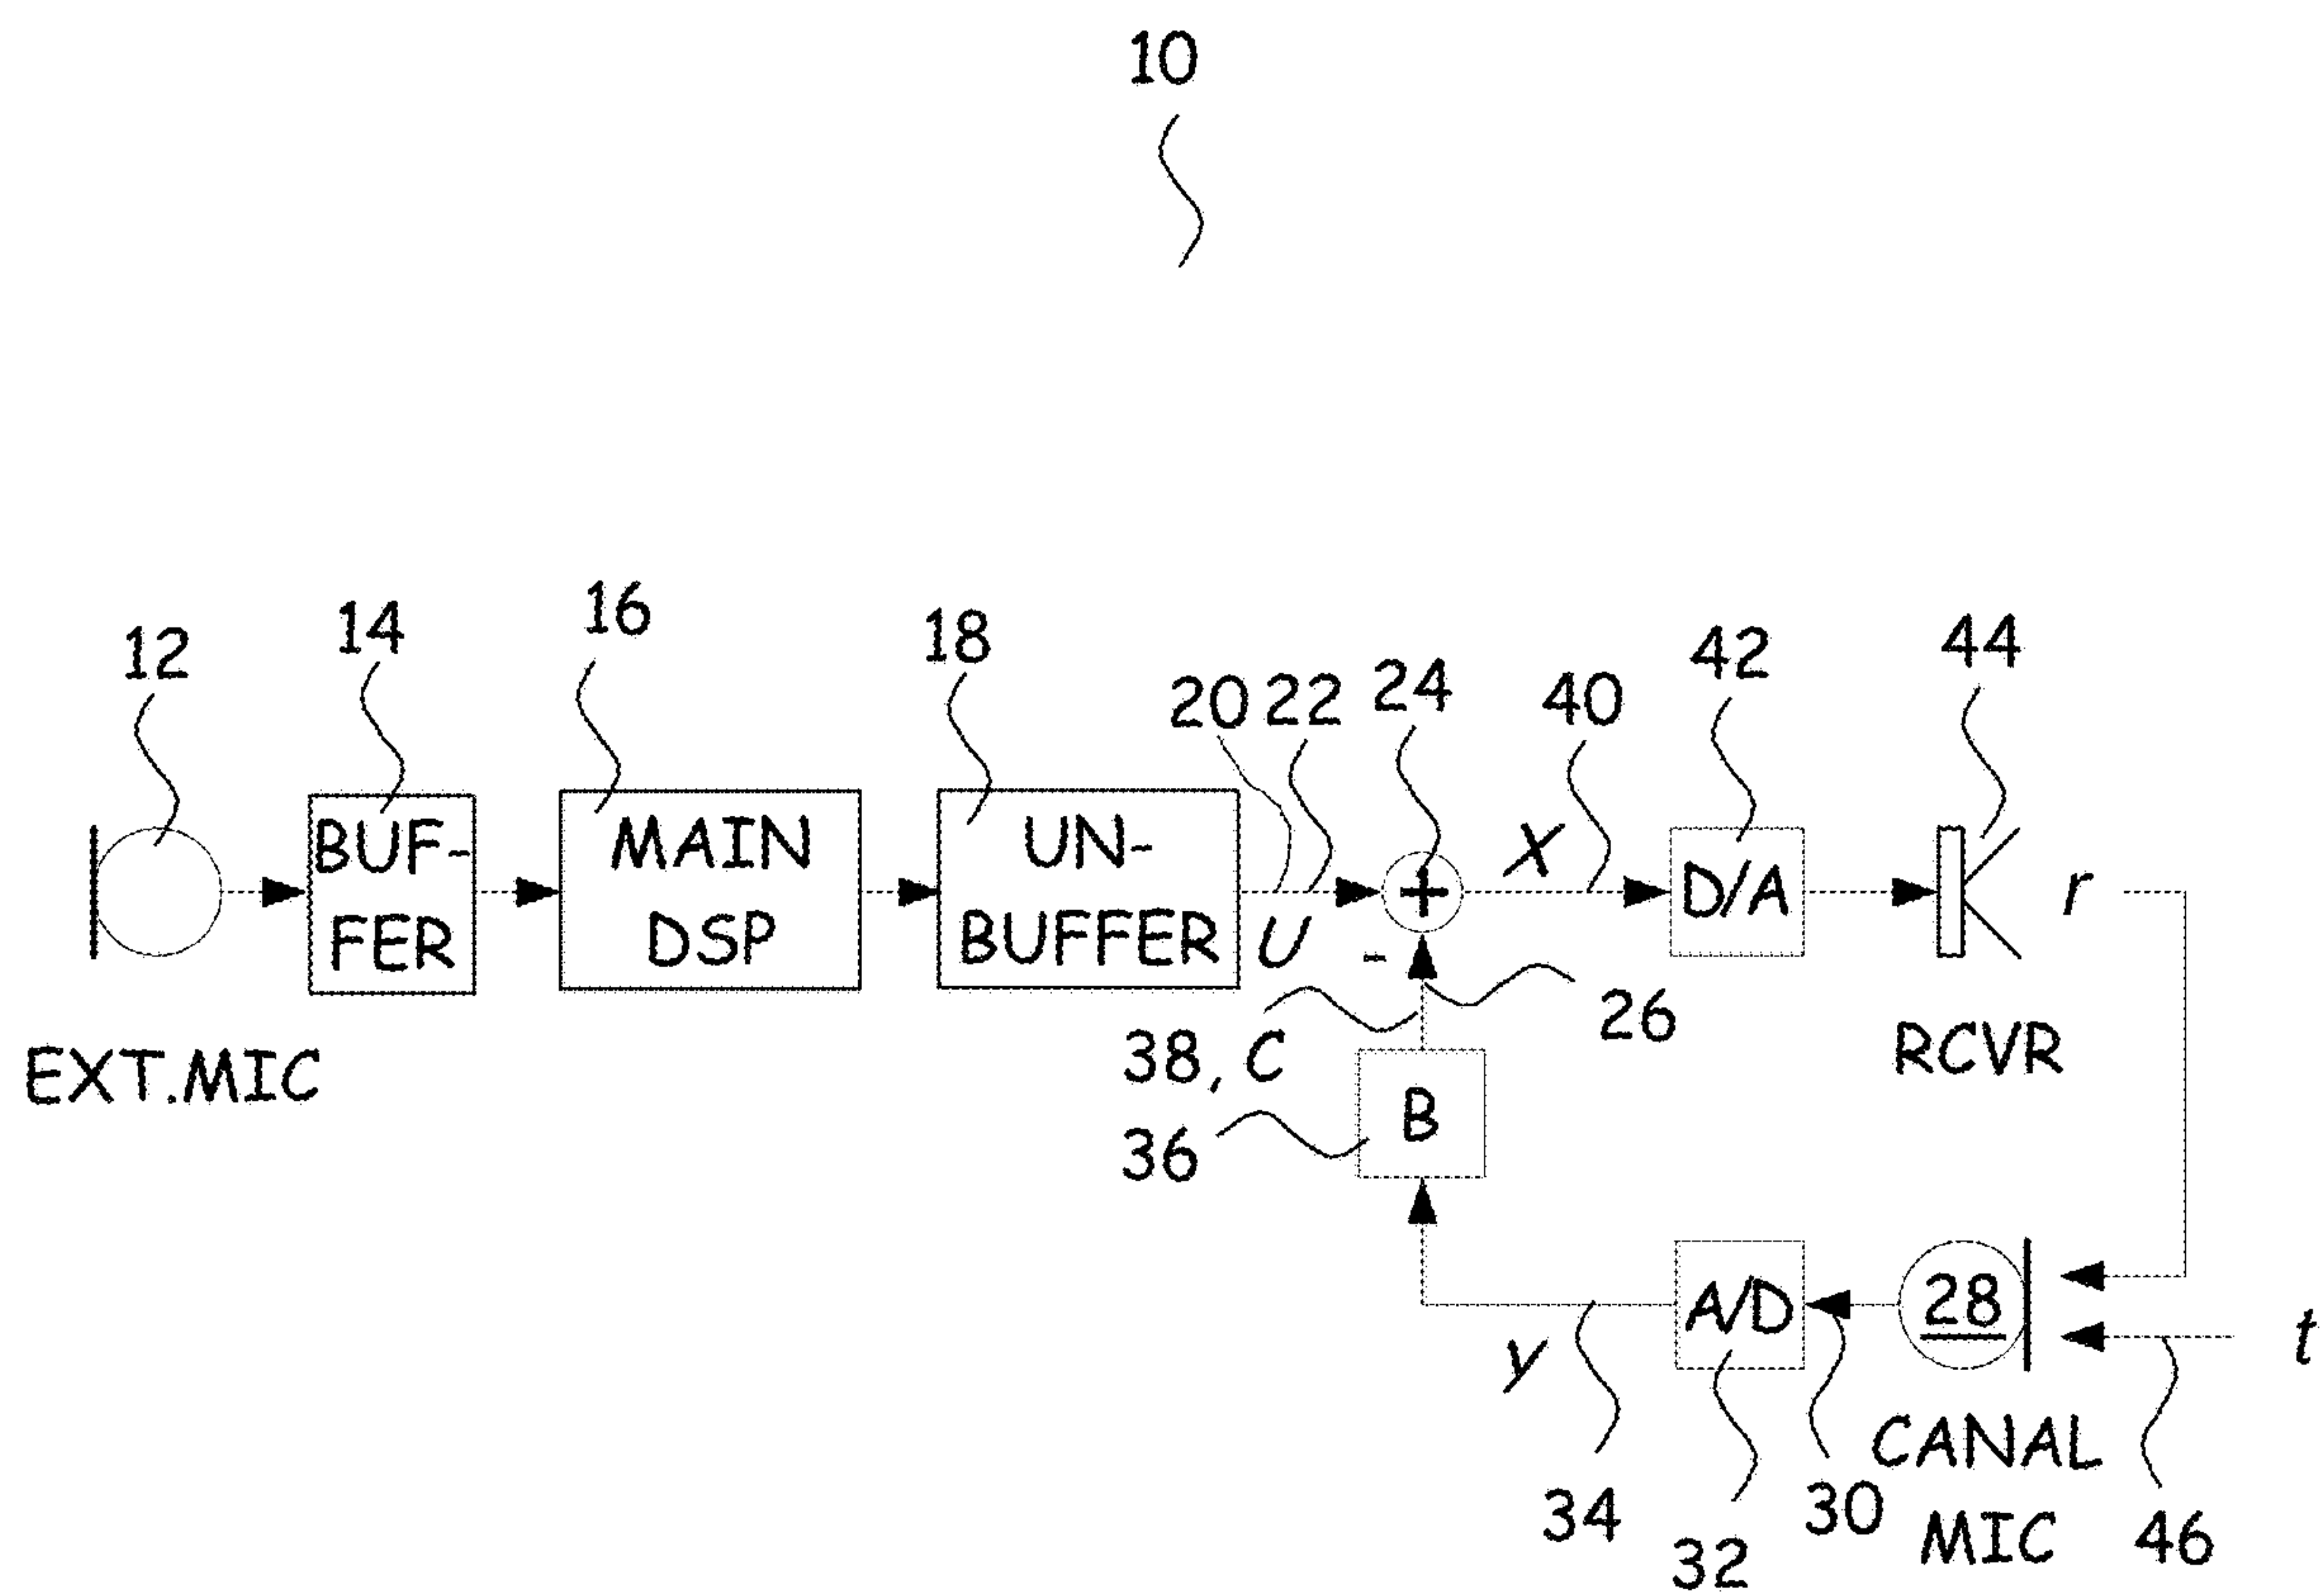 10
12
14
16
18
20
22
24
40
42
44
BUF-
FER
MAIN
DSP
UN-
BUFFER
U
-
+
X
D/A
r
EXT.MIC
38, C
26
RCVR
36
B
28
A/D
y
t
CANAL
MIC
34
32
30
46